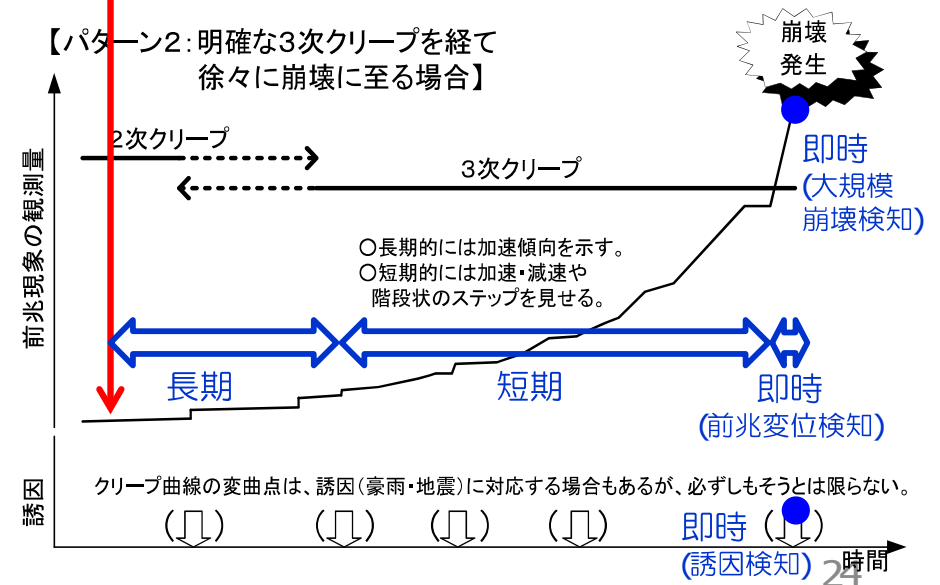 【パターン2：明確な3次クリープを経て
徐々に崩壊に至る場合】
崩壊
発生
2次クリープ
3次クリープ
即時
(大規模
崩壊検知)
前兆現象の観測量
○長期的には加速傾向を示す。
○短期的には加速・減速や
階段状のステップを見せる。
長期
短期
即時
(前兆変位検知)
誘因
クリープ曲線の変曲点は、誘因（豪雨・地震）に対応する場合もあるが、必ずしもそうとは限らない。
( ) ( ) ( ) ( ) ( )
即時
(誘因検知)
時間
24